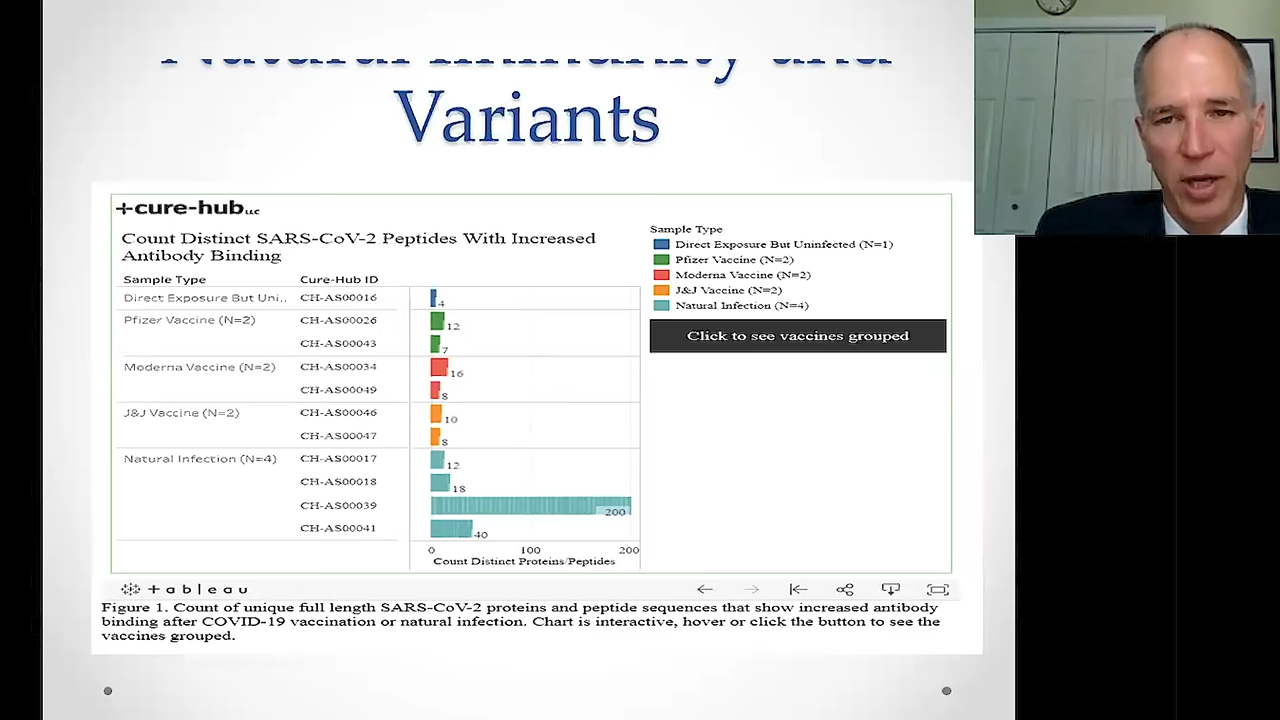 Natural Immunity and
Variants
+cure-hub LLC
Count Distinct SARS-CoV-2 Peptides With Increased
Antibody Binding
Sample Type Cure-Hub ID
Direct Exposure But Uni.. CH-AS00016 4
Pfizer Vaccine (N=2) CH-AS00026 12
CH-AS00043 7
Moderna Vaccine (N=2) CH-AS00034 16
CH-AS00049 8
J&J Vaccine (N=2) CH-AS00046 10
CH-AS00047 8
Natural Infection (N=4) CH-AS00017 12
CH-AS00018 18
CH-AS00039 200
CH-AS00041 40
0 100 200
Count Distinct Proteins/Peptides
Sample Type
Direct Exposure But Uninfected (N=1)
Pfizer Vaccine (N=2)
Moderna Vaccine (N=2)
J&J Vaccine (N=2)
Natural Infection (N=4)
Click to see vaccines grouped
+ a b l e a u
Figure 1. Count of unique full length SARS-CoV-2 proteins and peptide sequences that show increased antibody
binding after COVID-19 vaccination or natural infection. Chart is interactive, hover or click the button to see the
vaccines grouped.